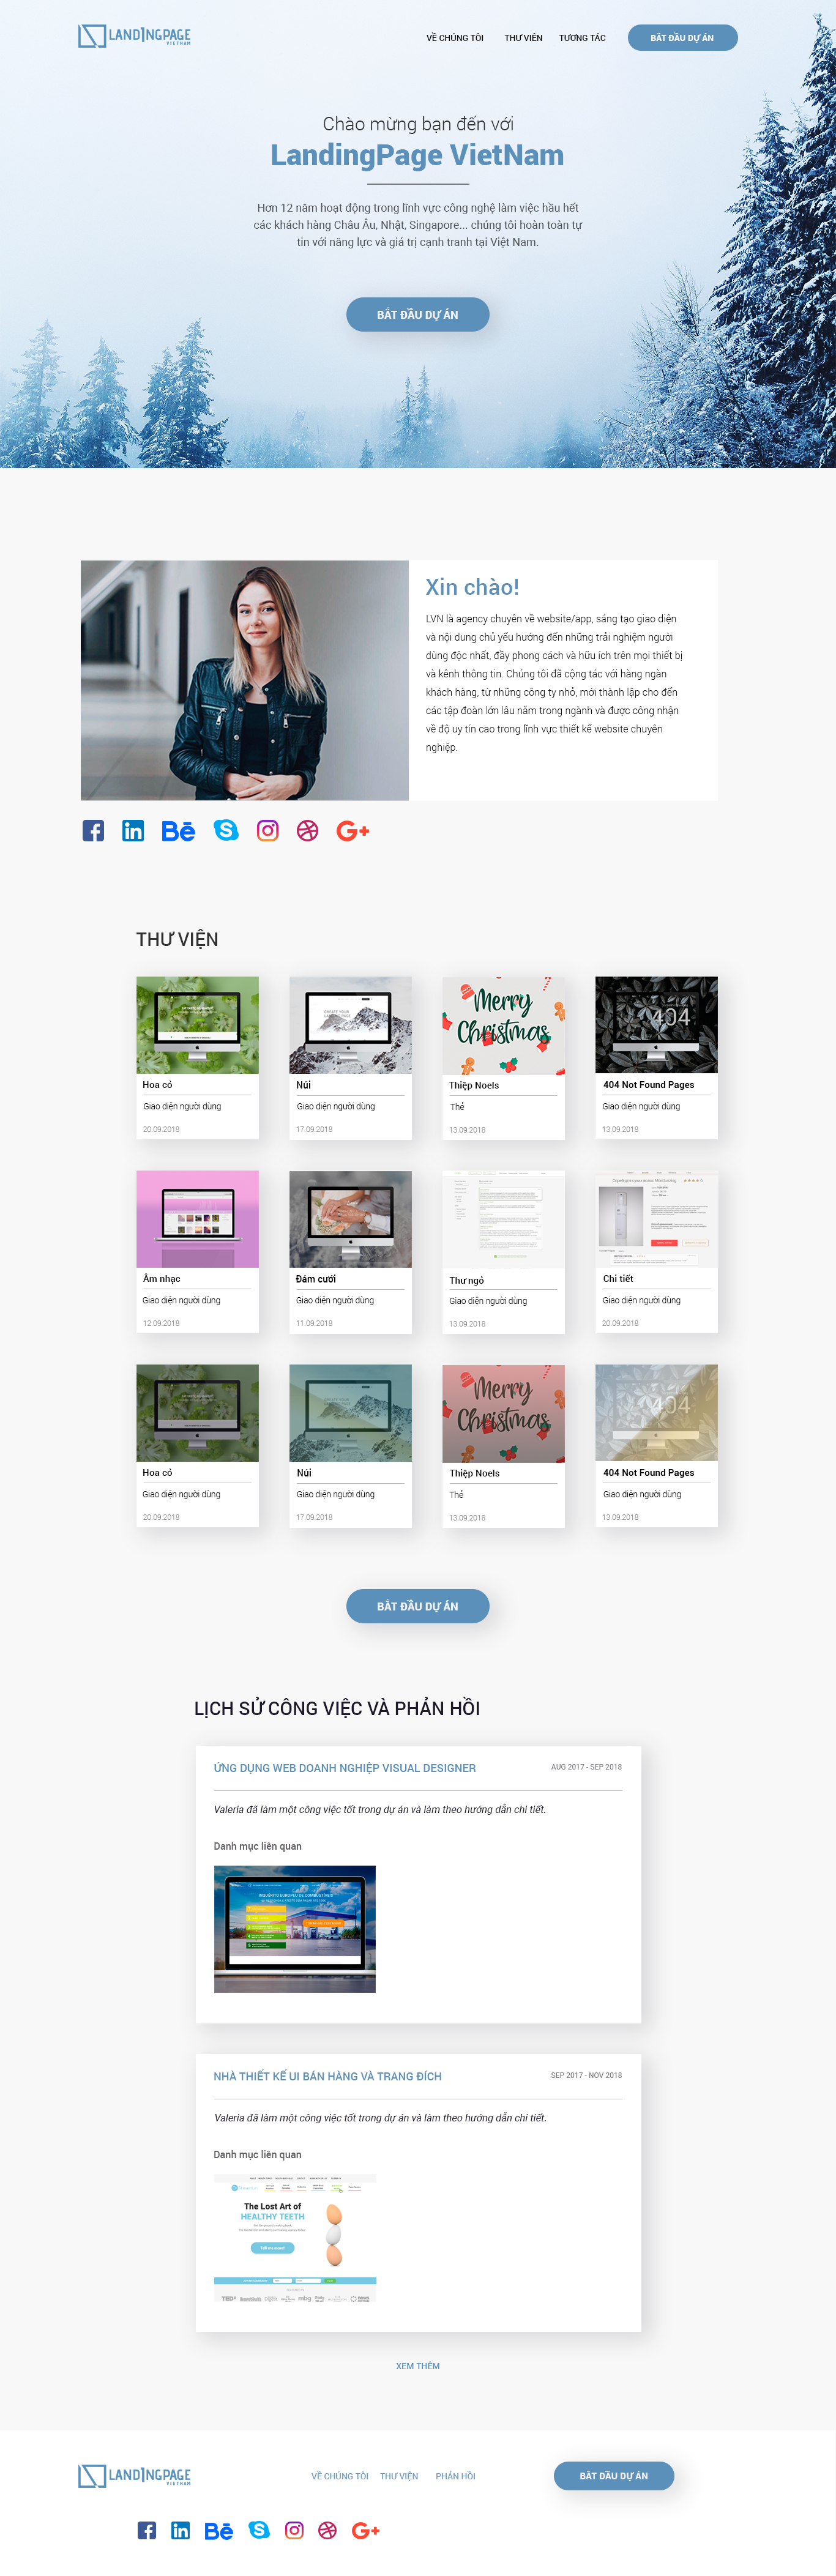 LANDINGPAGE
VIETNAM
VỀ CHÚNG TÔI
THƯ VIÊN
TƯƠNG TÁC
BẮT ĐẦU DỰ ÁN
Chào mừng bạn đến với
LandingPage VietNam
Hơn 12 năm hoạt động trong lĩnh vực công nghệ làm việc hầu hết
các khách hàng Châu Âu, Nhật, Singapore... chúng tôi hoàn toàn tự
tin với năng lực và giá trị cạnh tranh tại Việt Nam.
BẮT ĐẦU DỰ ÁN
Xin chào!
LVN là agency chuyên về website/app, sáng tạo giao diện
và nội dung chủ yếu hướng đến những trải nghiệm người
dùng độc nhất, đầy phong cách và hữu ích trên mọi thiết bị
và kênh thông tin. Chúng tôi đã cộng tác với hàng ngàn
khách hàng, từ những công ty nhỏ, mới thành lập cho đến
các tập đoàn lớn lâu năm trong ngành và được công nhận
về độ uy tín cao trong lĩnh vực thiết kế website chuyên
nghiệp.
THƯ VIỆN
Merry
Christmas
404
Hoa cỏ
Giao diện người dùng
20.09.2018
Núi
Giao diện người dùng
17.09.2018
Thiệp Noels
Thẻ
13.09.2018
404 Not Found Pages
Giao diện người dùng
13.09.2018
Âm nhạc
Giao diện người dùng
12.09.2018
Đám cưới
Giao diện người dùng
11.09.2018
Thư ngỏ
Giao diện người dùng
13.09.2018
Chi tiết
Giao diện người dùng
20.09.2018
Merry
Christmas
404
Hoa cỏ
Giao diện người dùng
20.09.2018
Núi
Giao diện người dùng
17.09.2018
Thiệp Noels
Thẻ
13.09.2018
404 Not Found Pages
Giao diện người dùng
13.09.2018
BẮT ĐẦU DỰ ÁN
LỊCH SỬ CÔNG VIỆC VÀ PHẢN HỒI
ỨNG DỤNG WEB DOANH NGHIỆP VISUAL DESIGNER
AUG 2017 - SEP 2018
Valeria đã làm một công việc tốt trong dự án và làm theo hướng dẫn chi tiết.
Danh mục liên quan
INQUÉRITO EUROPEU DE COMBUSTÍVEIS
NHÀ THIẾT KẾ UI BÁN HÀNG VÀ TRANG ĐÍCH
SEP 2017 - NOV 2018
Valeria đã làm một công việc tốt trong dự án và làm theo hướng dẫn chi tiết.
Danh mục liên quan
The Lost Art of
HEALTHY TEETH
XEM THÊM
LANDINGPAGE
VIETNAM
VỀ CHÚNG TÔI
THƯ VIỆN
PHẢN HỒI
BẮT ĐẦU DỰ ÁN